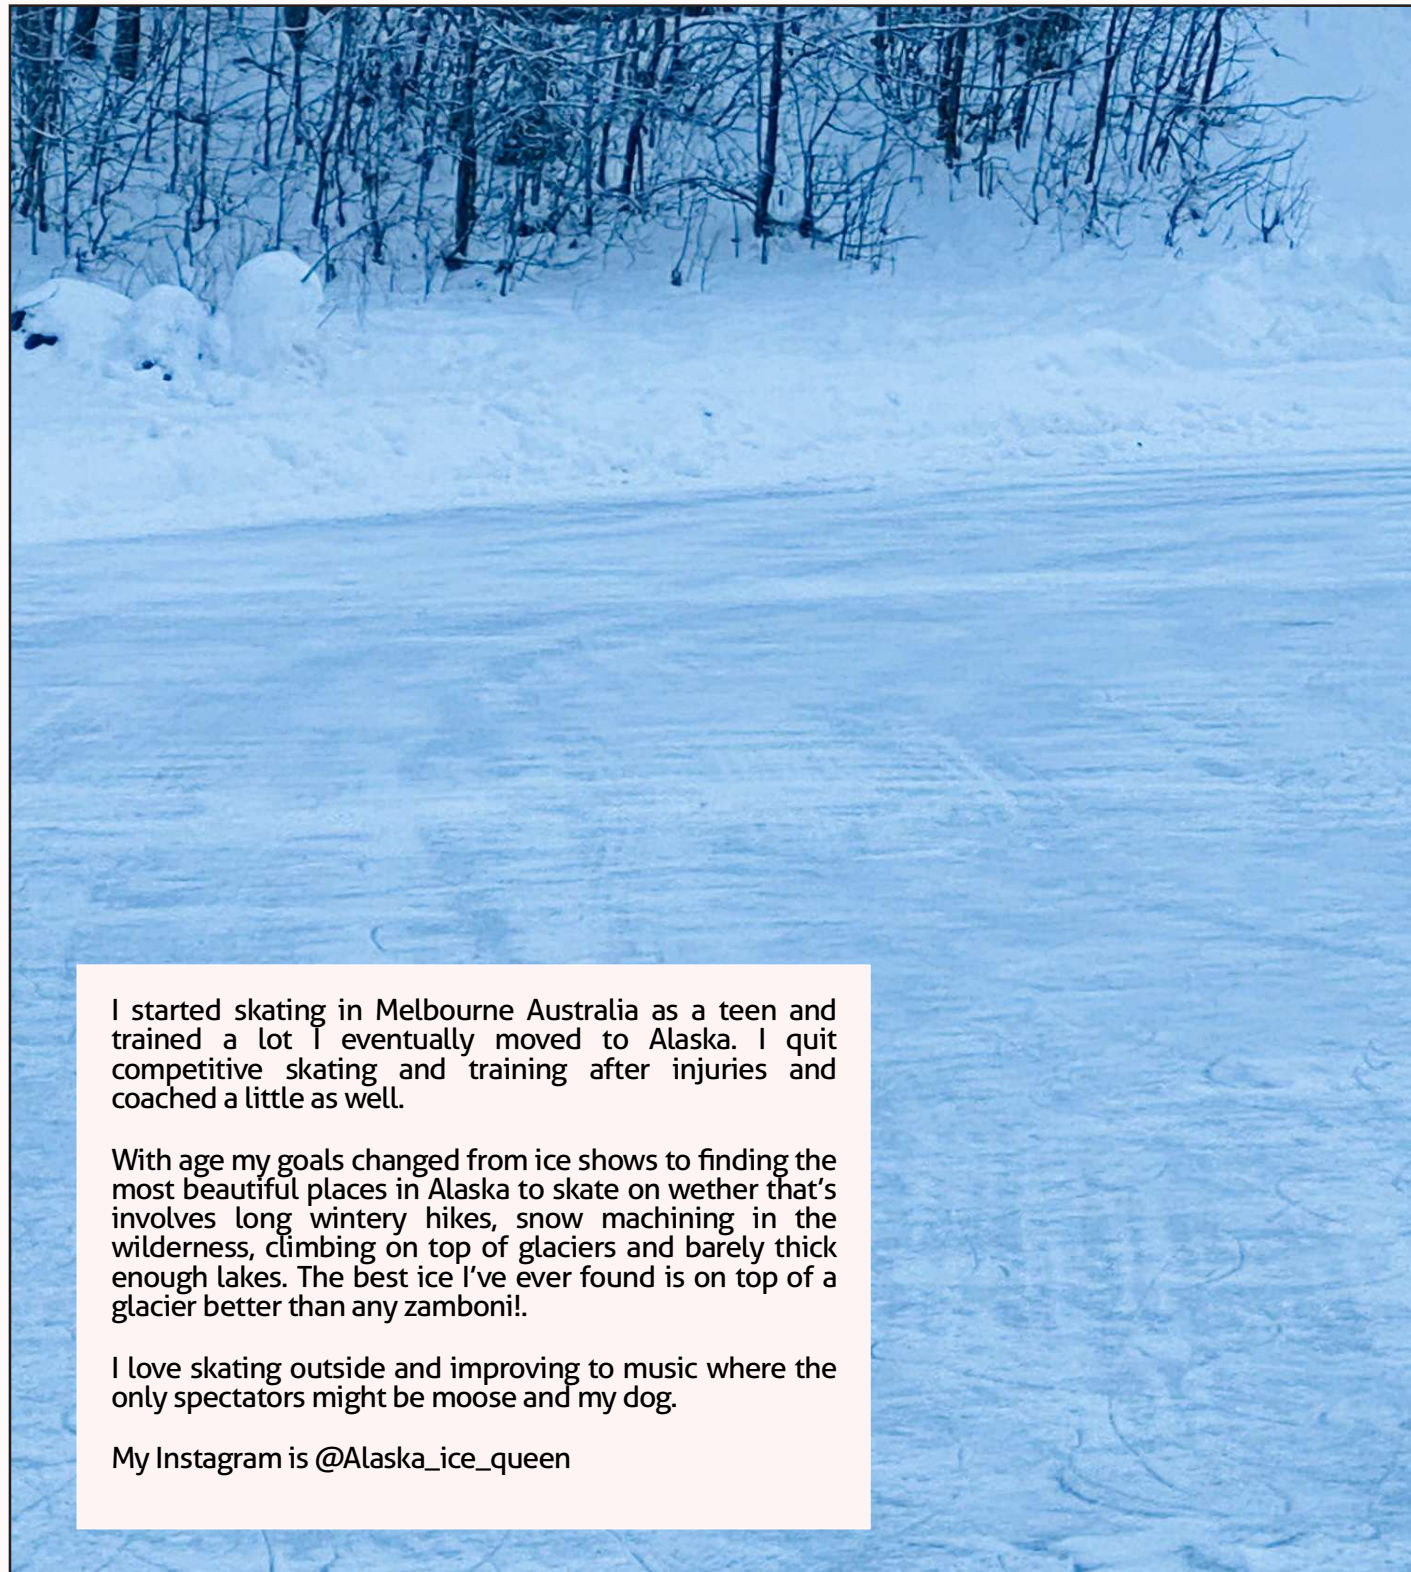 I started skating in Melbourne Australia as a teen and
trained a lot I eventually moved to Alaska. I quit
competitive skating and training after injuries and
coached a little as well.
With age my goals changed from ice shows to finding the
most beautiful places in Alaska to skate on wether that’s
involves long wintery hikes, snow machining in the
wilderness, climbing on top of glaciers and barely thick
enough lakes. The best ice I’ve ever found is on top of a
glacier better than any zamboni!.
I love skating outside and improving to music where the
only spectators might be moose and my dog.
My Instagram is @Alaska_ice_queen